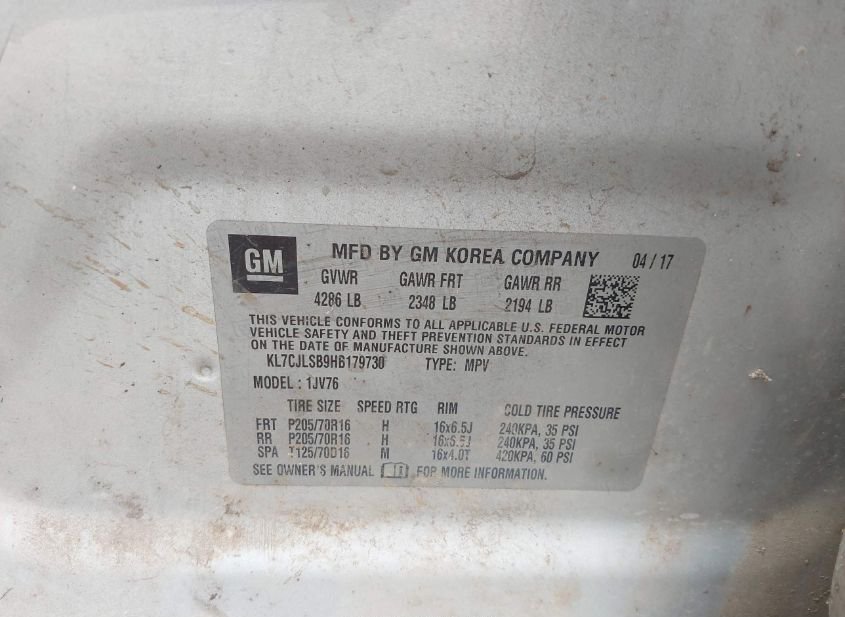 GM
MFD BY GM KOREA COMPANY 04 / 17
GVWR GAWR FRT GAWR RR
4286 LB 2348 LB 2194 LB
THIS VEHICLE CONFORMS TO ALL APPLICABLE U.S. FEDERAL MOTOR
VEHICLE SAFETY AND THEFT PREVENTION STANDARDS IN EFFECT
ON THE DATE OF MANUFACTURE SHOWN ABOVE.
KL7CJLSB9HB179730 TYPE: MPV
MODEL : 1JV76
TIRE SIZE SPEED RTG RIM COLD TIRE PRESSURE
FRT P205/70R16 H 16x6.5J 240KPA, 35 PSI
RR P205/70R16 H 16x6.5J 240KPA, 35 PSI
SPA T125/70D16 M 16x4.0T 420KPA, 60 PSI
SEE OWNER'S MANUAL FOR MORE INFORMATION.